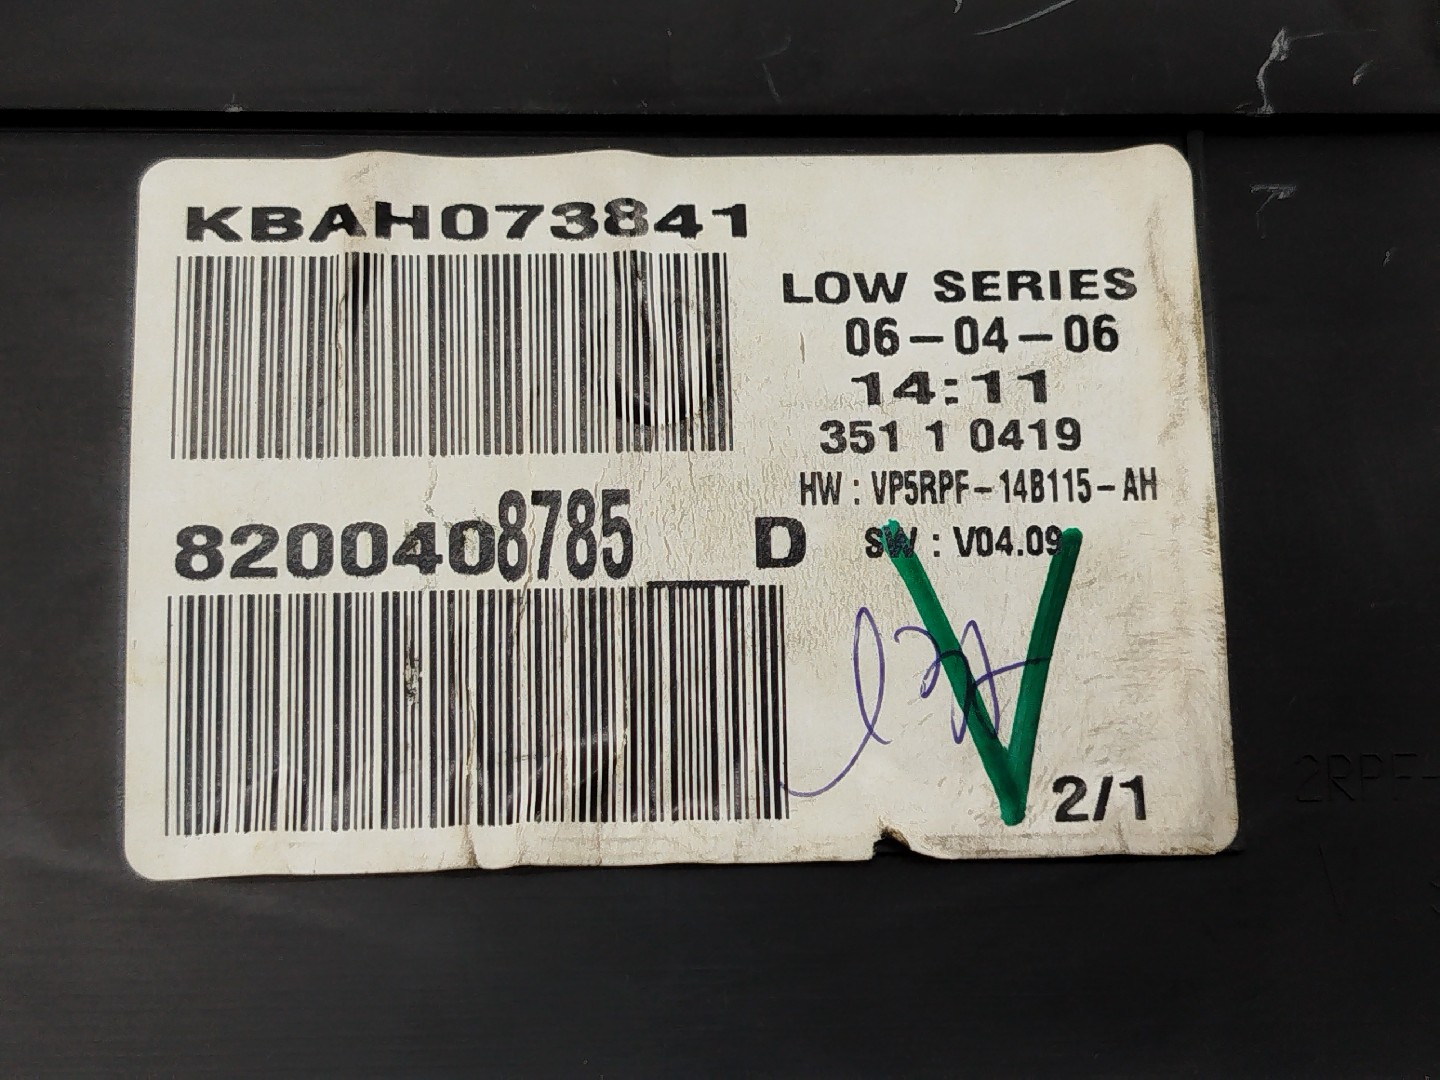 KBAH073841
LOW SERIES
06-04-06
14:11
351 1 0419
HW : VP5RPF-14B115-AH
8200408785___D
SW : V04.09
V
2/1